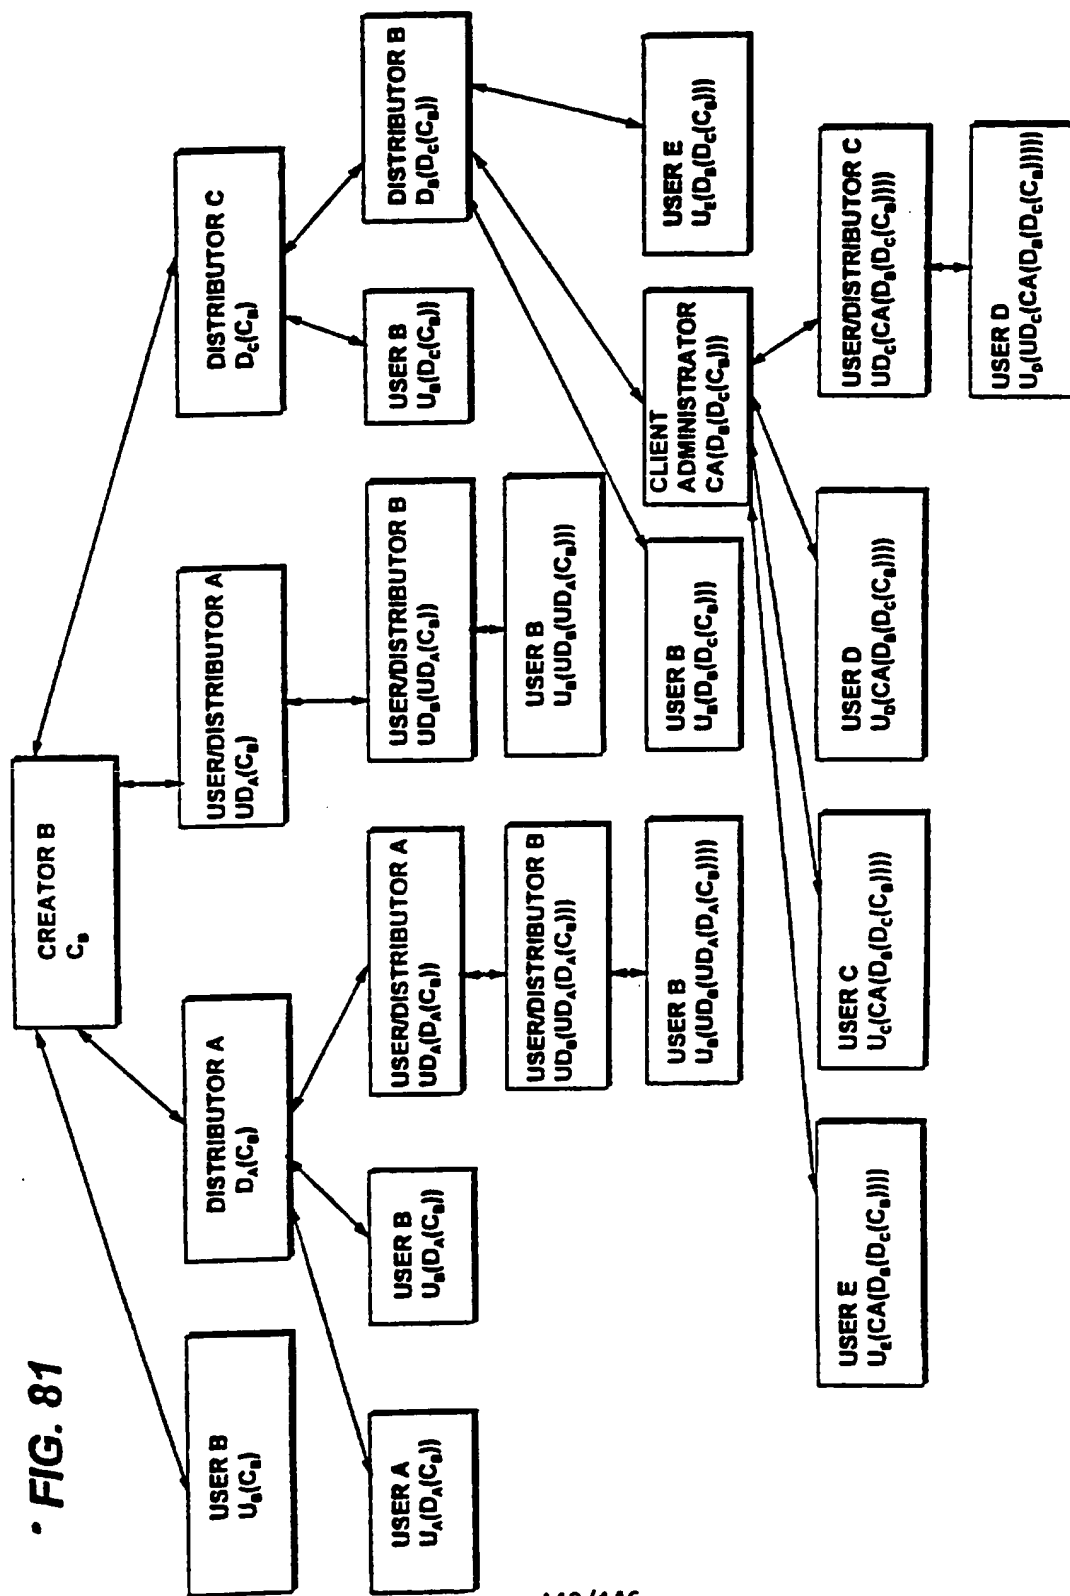 FIG. 81
CREATOR B
C_B
USER B
U_B(C_B)
DISTRIBUTOR A
D_A(C_B)
USER/DISTRIBUTOR A
UD_A(C_B)
DISTRIBUTOR C
D_C(C_B)
USER A
U_A(D_A(C_B))
USER B
U_B(D_A(C_B))
USER/DISTRIBUTOR A
UD_A(D_A(C_B))
USER/DISTRIBUTOR B
UD_B(UD_A(C_B))
USER B
U_B(D_C(C_B))
DISTRIBUTOR B
D_B(D_C(C_B))
USER/DISTRIBUTOR B
UD_B(UD_A(D_A(C_B)))
USER B
U_B(UD_B(UD_A(C_B)))
USER B
U_B(UD_B(UD_A(D_A(C_B))))
USER B
U_B(D_B(D_C(C_B)))
CLIENT
ADMINISTRATOR
CA(D_B(D_C(C_B)))
USER E
U_E(D_B(D_C(C_B)))
USER E
U_E(CA(D_B(D_C(C_B))))
USER C
U_C(CA(D_B(D_C(C_B))))
USER D
U_D(CA(D_B(D_C(C_B))))
USER/DISTRIBUTOR C
UD_C(CA(D_B(D_C(C_B))))
USER D
U_D(UD_C(CA(D_B(D_C(C_B)))))